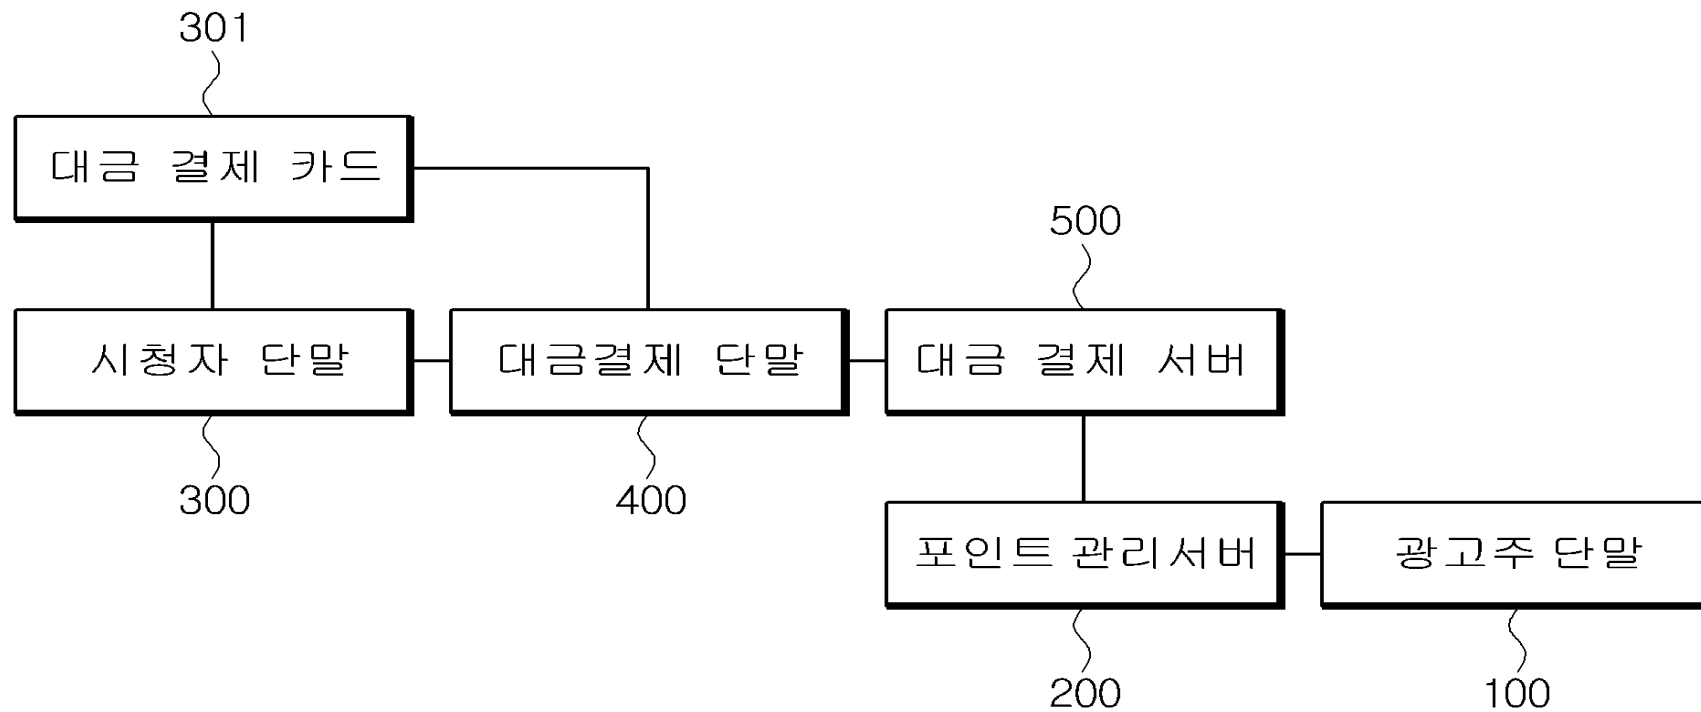 301
대금 결제 카드
500
시청자 단말
대금결제 단말
대금 결제 서버
300
400
포인트 관리서버
광고주 단말
200
100